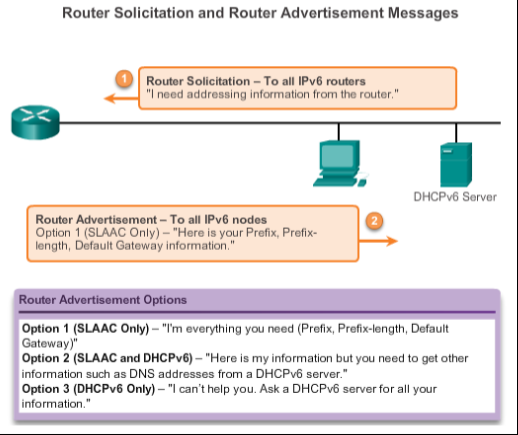 Router Solicitation and Router Advertisement Messages
1
Router Solicitation – To all IPv6 routers
"I need addressing information from the router."
DHCPv6 Server
Router Advertisement – To all IPv6 nodes
Option 1 (SLAAC Only) – "Here is your Prefix, Prefix-
length, Default Gateway information."
2
Router Advertisement Options
Option 1 (SLAAC Only) – "I'm everything you need (Prefix, Prefix-length, Default
Gateway)"
Option 2 (SLAAC and DHCPv6) – "Here is my information but you need to get other
information such as DNS addresses from a DHCPv6 server."
Option 3 (DHCPv6 Only) – "I can't help you. Ask a DHCPv6 server for all your
information."